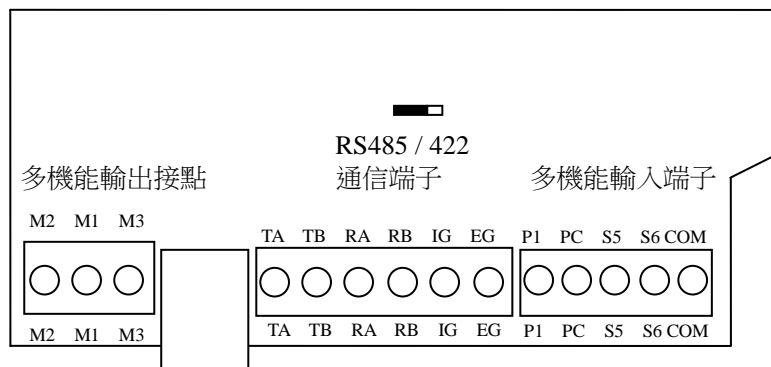 RS485 / 422
多機能輸出接點 通信端子 多機能輸入端子
M2 M1 M3 TA TB RA RB IG EG P1 PC S5 S6 COM
M2 M1 M3 TA TB RA RB IG EG P1 PC S5 S6 COM